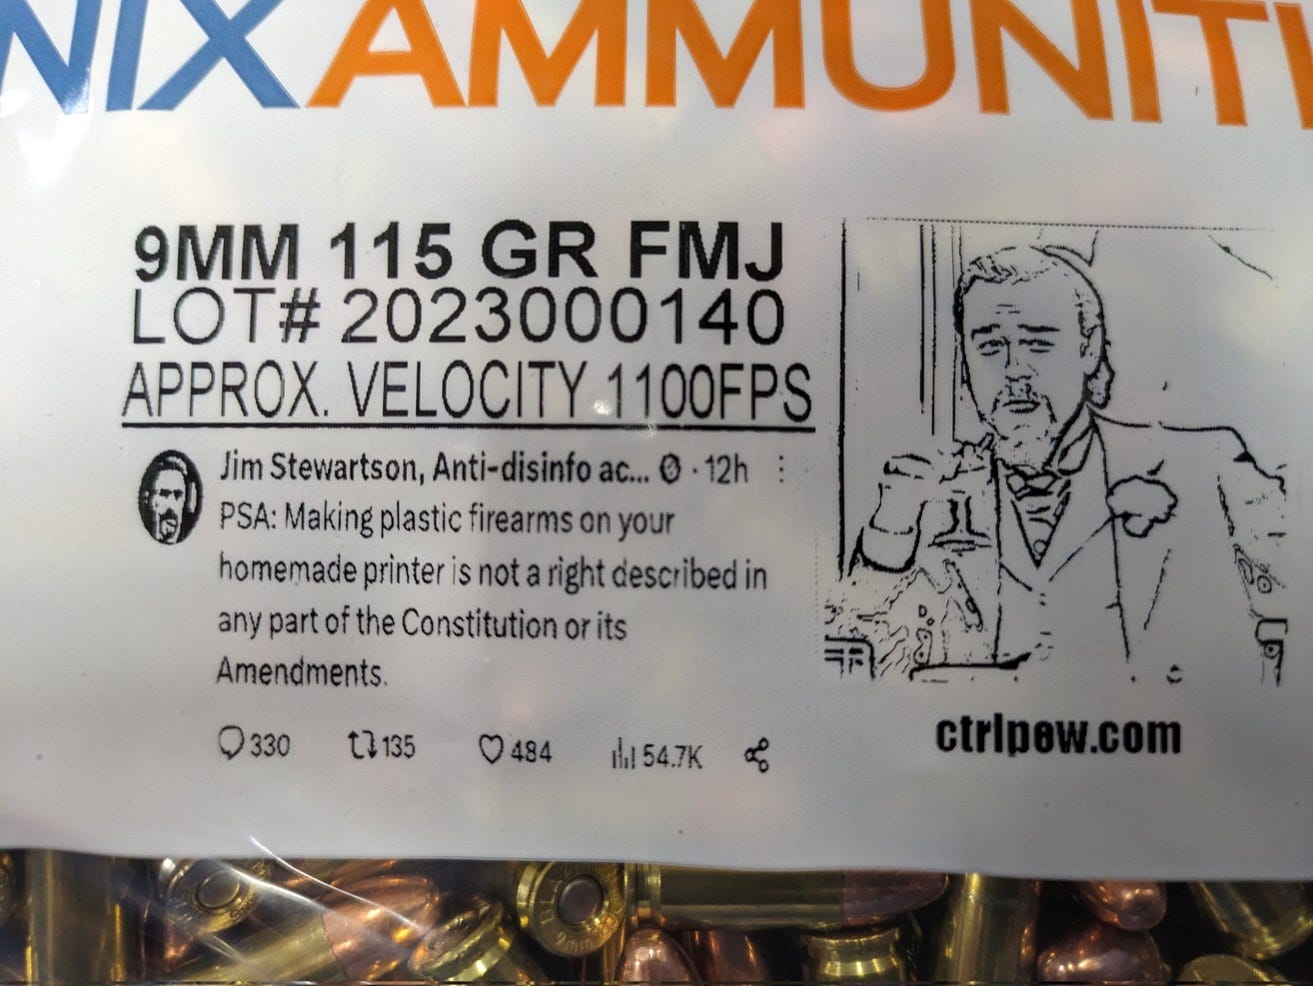 NIX AMMUNITI
9MM 115 GR FMJ
LOT# 2023000140
APPROX. VELOCITY 1100FPS
Jim Stewartson, Anti-disinfo ac... · 12h
PSA: Making plastic firearms on your
homemade printer is not a right described in
any part of the Constitution or its
Amendments.
330 135 484 54.7K
ctrlpew.com
9mm